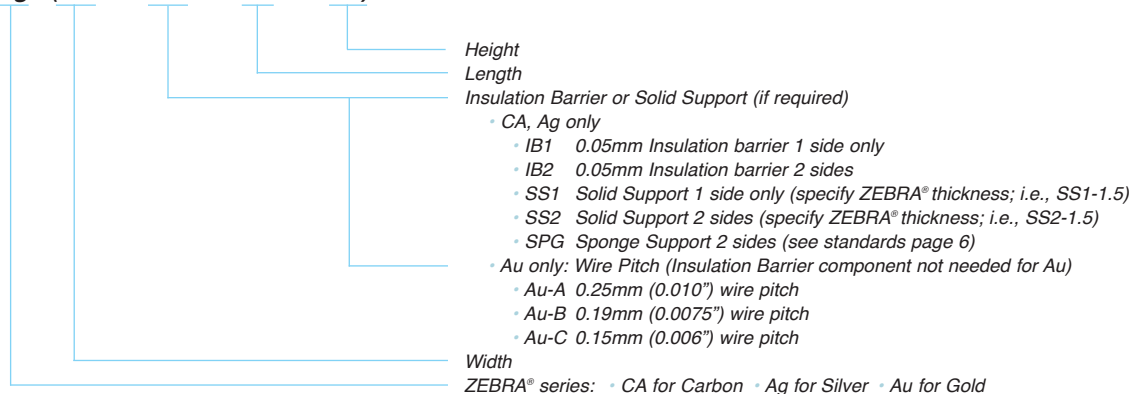 Height
Length
Insulation Barrier or Solid Support (if required)
• CA, Ag only
• IB1 0.05mm Insulation barrier 1 side only
• IB2 0.05mm Insulation barrier 2 sides
• SS1 Solid Support 1 side only (specify ZEBRA® thickness; i.e., SS1-1.5)
• SS2 Solid Support 2 sides (specify ZEBRA® thickness; i.e., SS2-1.5)
• SPG Sponge Support 2 sides (see standards page 6)
• Au only: Wire Pitch (Insulation Barrier component not needed for Au)
• Au-A 0.25mm (0.010”) wire pitch
• Au-B 0.19mm (0.0075”) wire pitch
• Au-C 0.15mm (0.006”) wire pitch
Width
ZEBRA® series: • CA for Carbon • Ag for Silver • Au for Gold